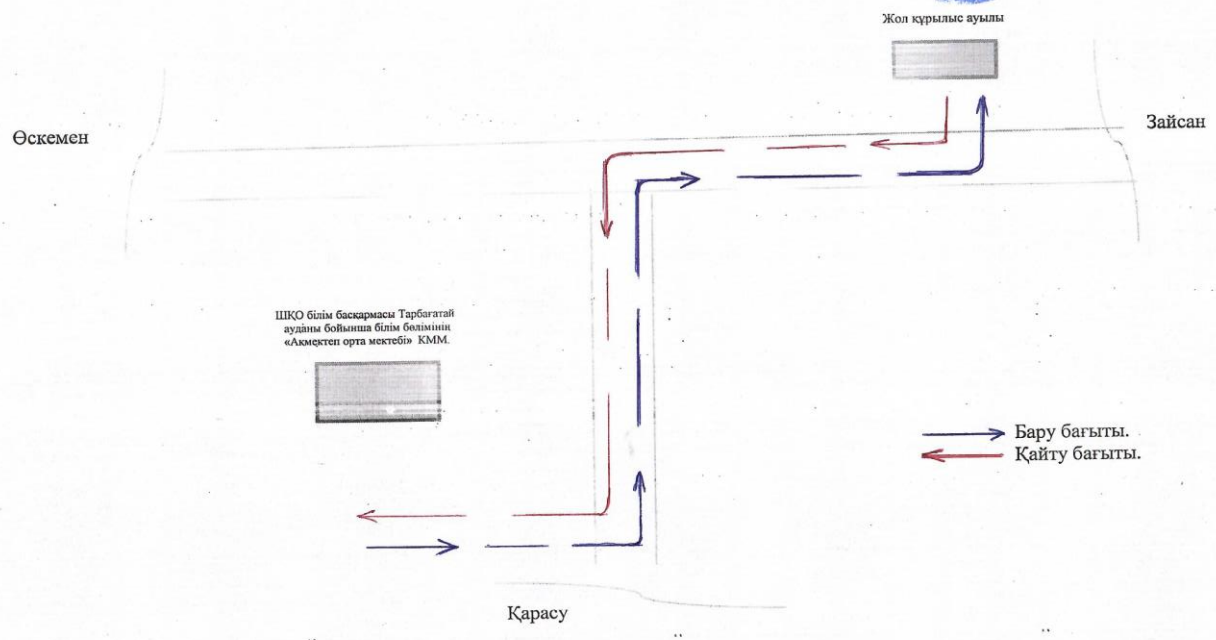 Жол құрылыс ауылы
Өскемен
Зайсан
ШҚО білім басқармасы Тарбағатай
ауданы бойынша білім бөлімінің
«Ақмектеп орта мектебі» КММ.
Бару бағыты.
Қайту бағыты.
Қарасу